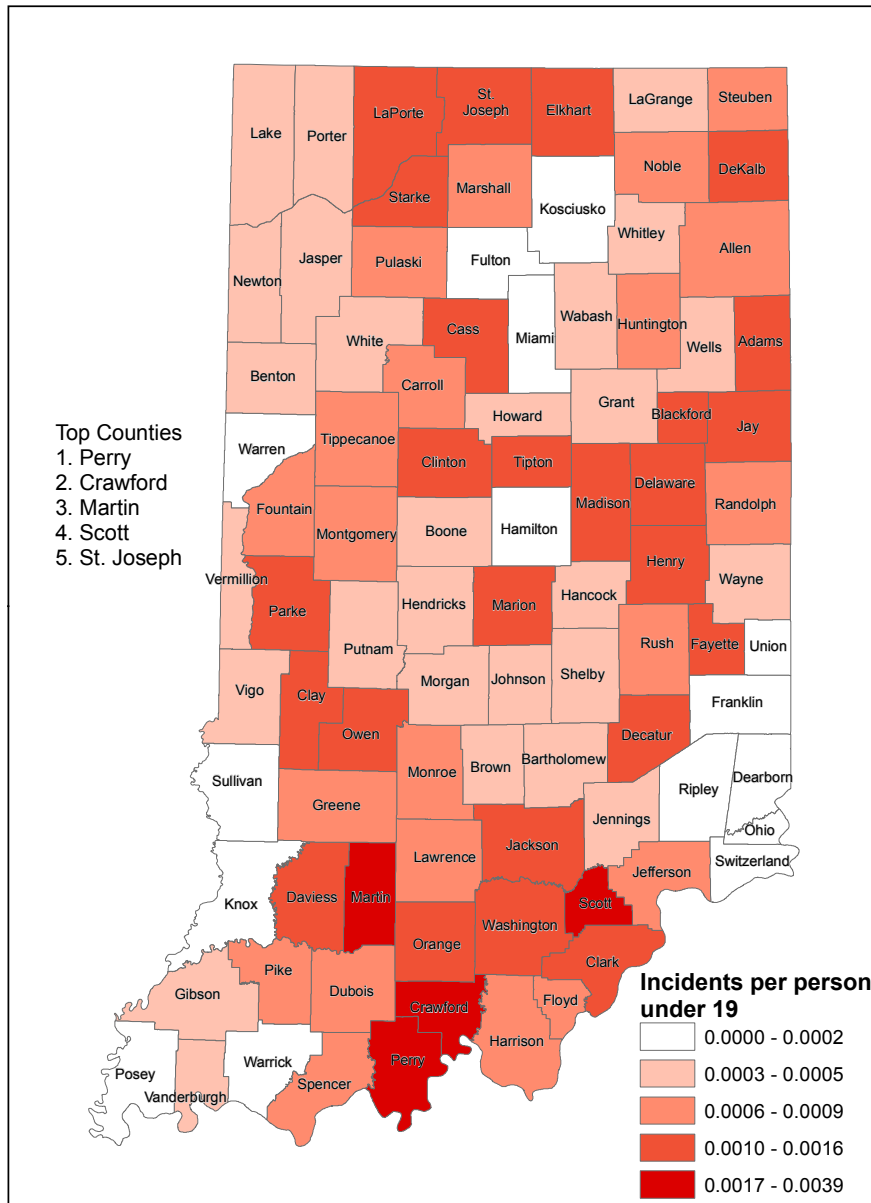 St.
Joseph
LaPorte
Elkhart
LaGrange
Steuben
Lake
Porter
Noble
DeKalb
Starke
Marshall
Kosciusko
Whitley
Allen
Newton
Jasper
Pulaski
Fulton
White
Cass
Miami
Wabash
Huntington
Wells
Adams
Benton
Carroll
Howard
Grant
Blackford
Jay
Top Counties
1. Perry
2. Crawford
3. Martin
4. Scott
5. St. Joseph
Warren
Tippecanoe
Clinton
Tipton
Madison
Delaware
Randolph
Fountain
Montgomery
Boone
Hamilton
Henry
Wayne
Vermillion
Parke
Putnam
Hendricks
Marion
Hancock
Rush
Fayette
Union
Vigo
Clay
Owen
Morgan
Johnson
Shelby
Franklin
Decatur
Sullivan
Greene
Monroe
Brown
Bartholomew
Ripley
Dearborn
Jennings
Ohio
Switzerland
Knox
Daviess
Martin
Lawrence
Jackson
Scott
Jefferson
Washington
Orange
Clark
Gibson
Pike
Dubois
Crawford
Floyd
Harrison
Posey
Vanderburgh
Warrick
Spencer
Perry
Incidents per person
under 19
0.0000 - 0.0002
0.0003 - 0.0005
0.0006 - 0.0009
0.0010 - 0.0016
0.0017 - 0.0039